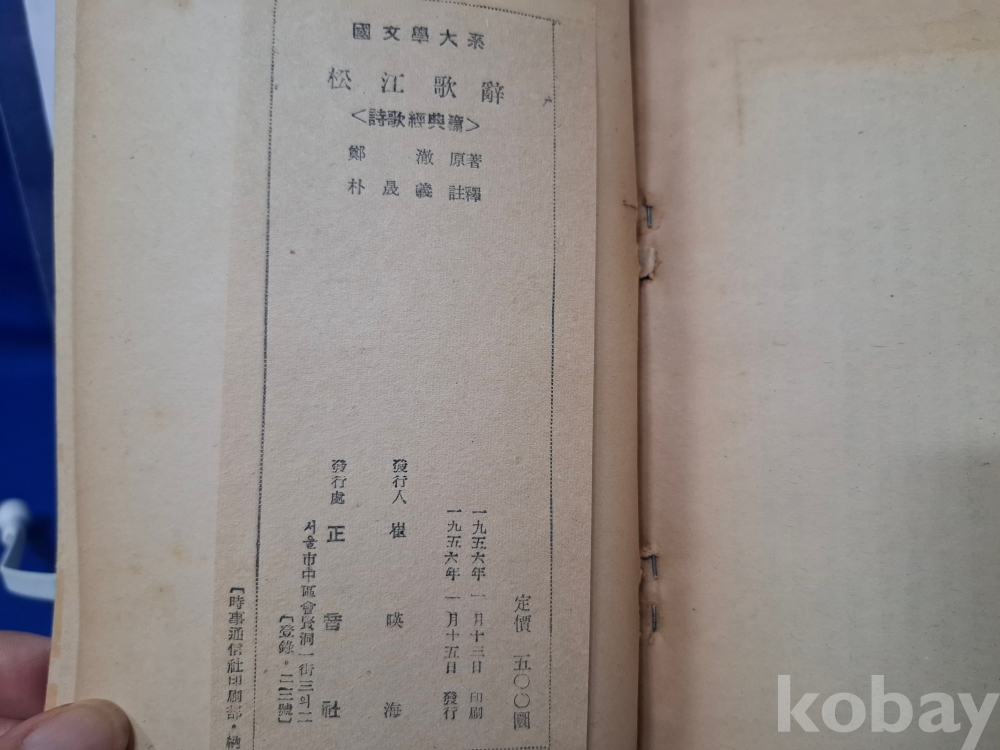 國文學大系
松江歌辭
<詩歌經典篇>
鄭澈 原著
朴晟義 註釋
定價 五〇〇圜
一九五六年一月十三日 印刷
一九五六年一月十五日 發行
發行人 崔暎海
發行處 正音社
서울市中區會賢洞一街三의二
【登錄·二三號】
【時事通信社印刷部·納
kobay